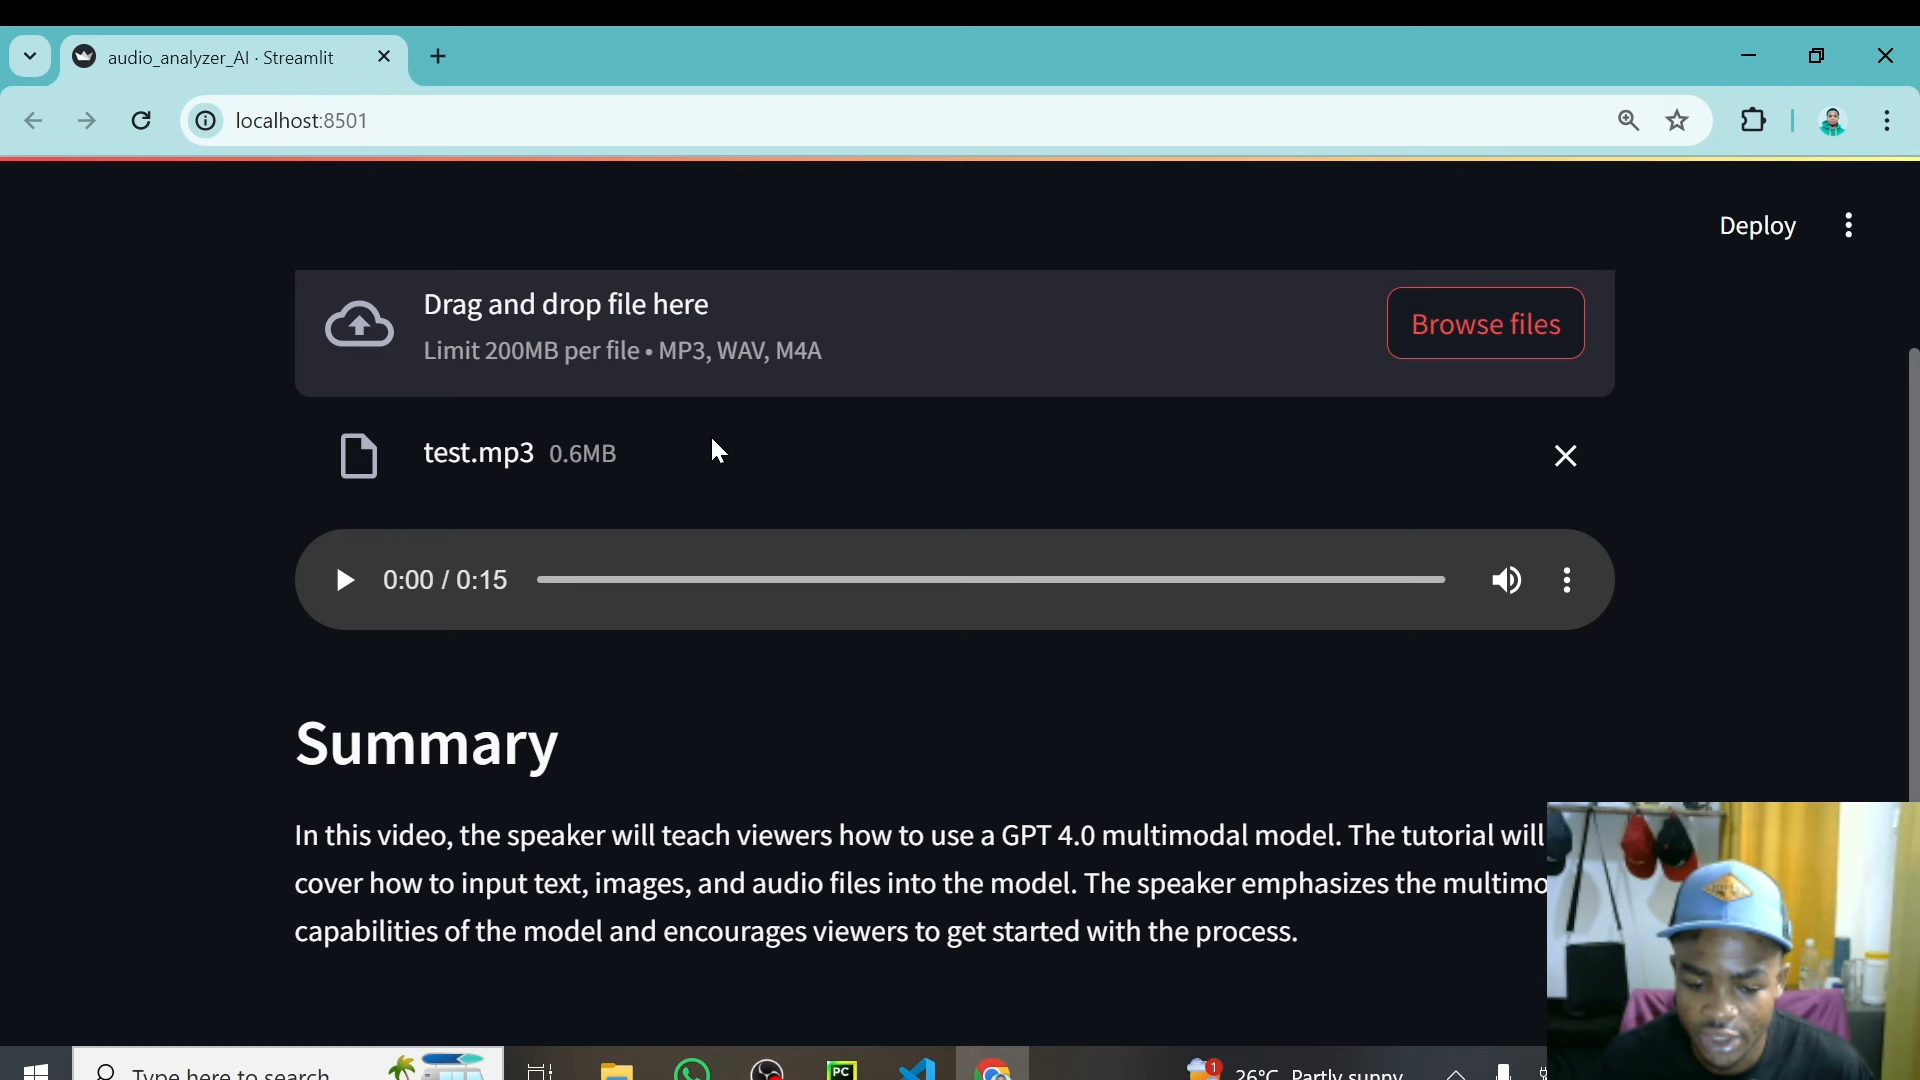 audio_analyzer_AI · Streamlit
localhost:8501
Deploy
Drag and drop file here
Limit 200MB per file • MP3, WAV, M4A
Browse files
test.mp3 0.6MB
0:00 / 0:15
Summary
In this video, the speaker will teach viewers how to use a GPT 4.0 multimodal model. The tutorial will
cover how to input text, images, and audio files into the model. The speaker emphasizes the multimo
capabilities of the model and encourages viewers to get started with the process.
Type here to search
PC
1
26°C Partly sunny